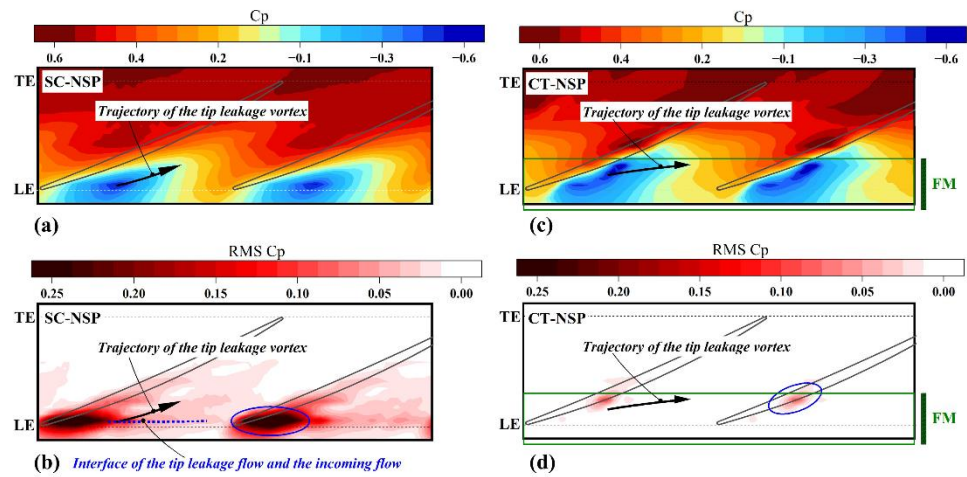 Cp
0.6 0.4 0.2 −0.1 −0.3 −0.6
TE
SC-NSP
Trajectory of the tip leakage vortex
LE
(a)
Cp
0.6 0.4 0.2 −0.1 −0.3 −0.6
TE
CT-NSP
Trajectory of the tip leakage vortex
LE
FM
(c)
RMS Cp
0.25 0.20 0.15 0.10 0.05 0.00
TE
SC-NSP
Trajectory of the tip leakage vortex
LE
(b)
Interface of the tip leakage flow and the incoming flow
RMS Cp
0.25 0.20 0.15 0.10 0.05 0.00
TE
CT-NSP
Trajectory of the tip leakage vortex
LE
FM
(d)